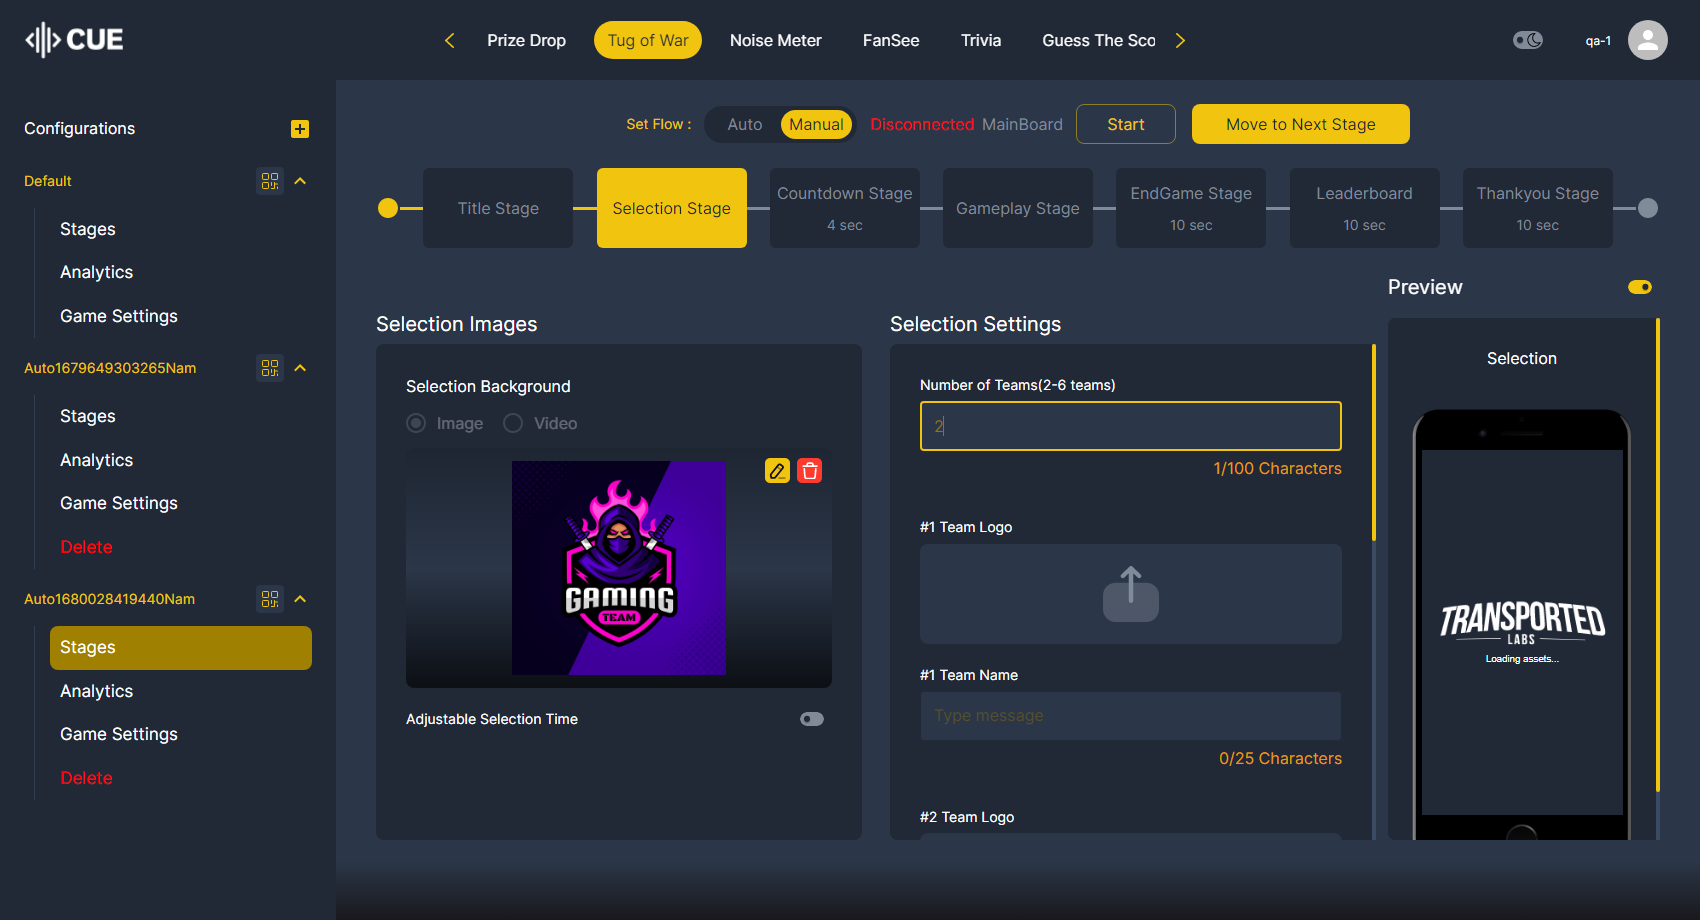 CUE
Prize Drop
Tug of War
Noise Meter
FanSee
Trivia
Guess The Sco
qa-1
Configurations
Default
Stages
Analytics
Game Settings
Auto1679649303265Nam
Stages
Analytics
Game Settings
Delete
Auto1680028419440Nam
Stages
Analytics
Game Settings
Delete
Set Flow :
Auto
Manual
Disconnected MainBoard
Start
Move to Next Stage
Title Stage
Selection Stage
Countdown Stage
4 sec
Gameplay Stage
EndGame Stage
10 sec
Leaderboard
10 sec
Thankyou Stage
10 sec
Selection Images
Selection Background
Image
Video
GAMING
TEAM
Adjustable Selection Time
Selection Settings
Number of Teams(2-6 teams)
2
1/100 Characters
#1 Team Logo
#1 Team Name
Type message
0/25 Characters
#2 Team Logo
Preview
Selection
TRANSPORTED
LABS
Loading assets...